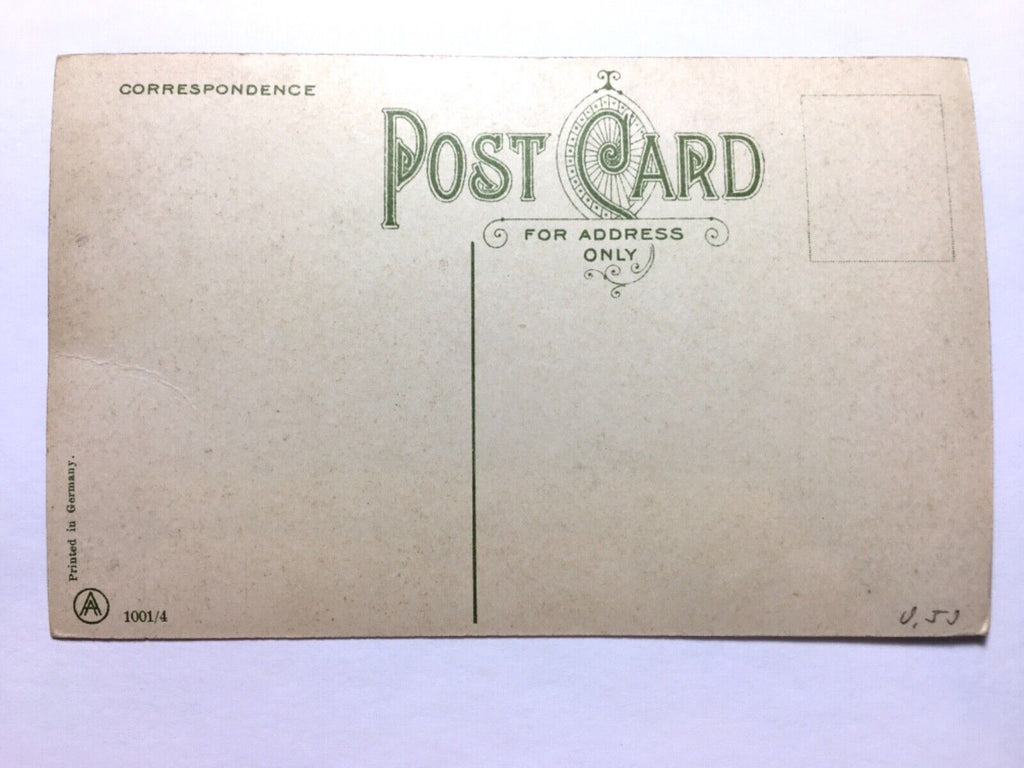 CORRESPONDENCE
POST CARD
FOR ADDRESS
ONLY
Printed in Germany.
1001/4